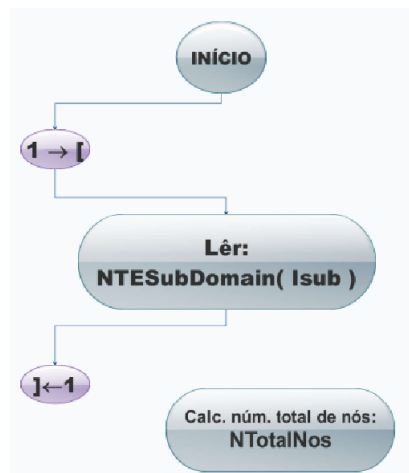 INÍCIO
1 → [
Lêr:
NTESubDomain( Isub )
]←1
Calc. núm. total de nós:
NTotalNos